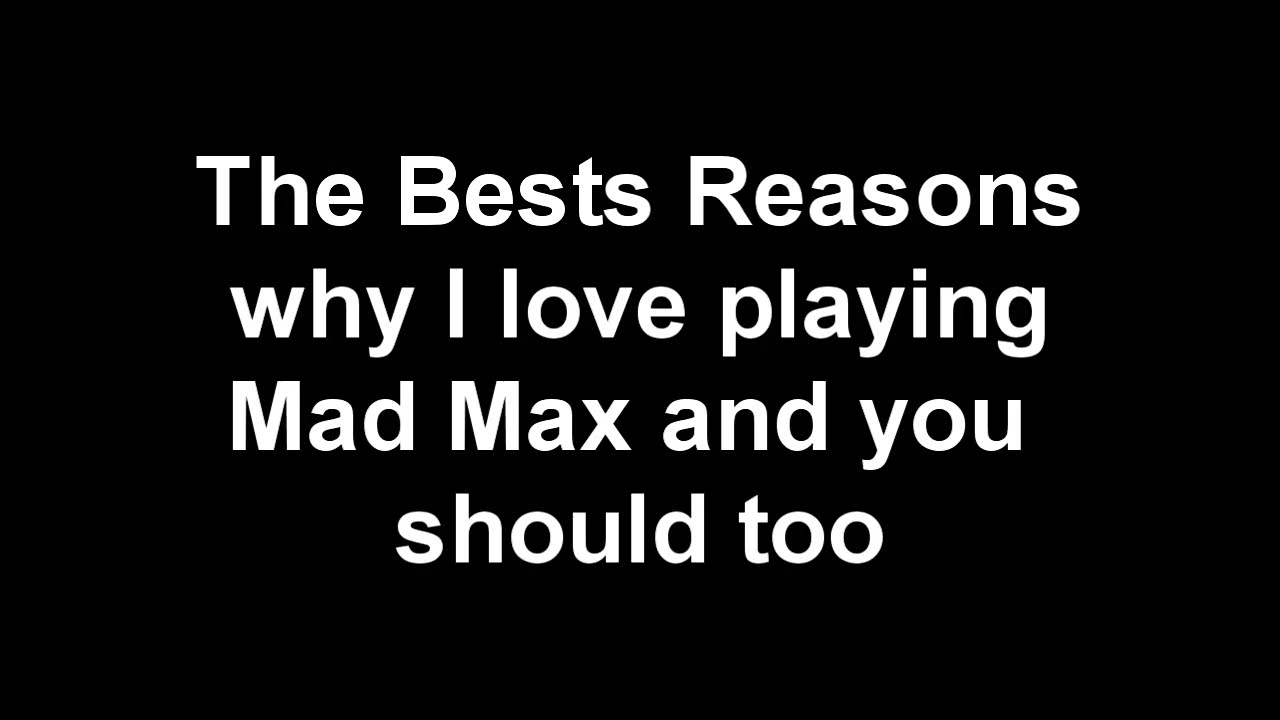 The Bests Reasons
why I love playing
Mad Max and you
should too